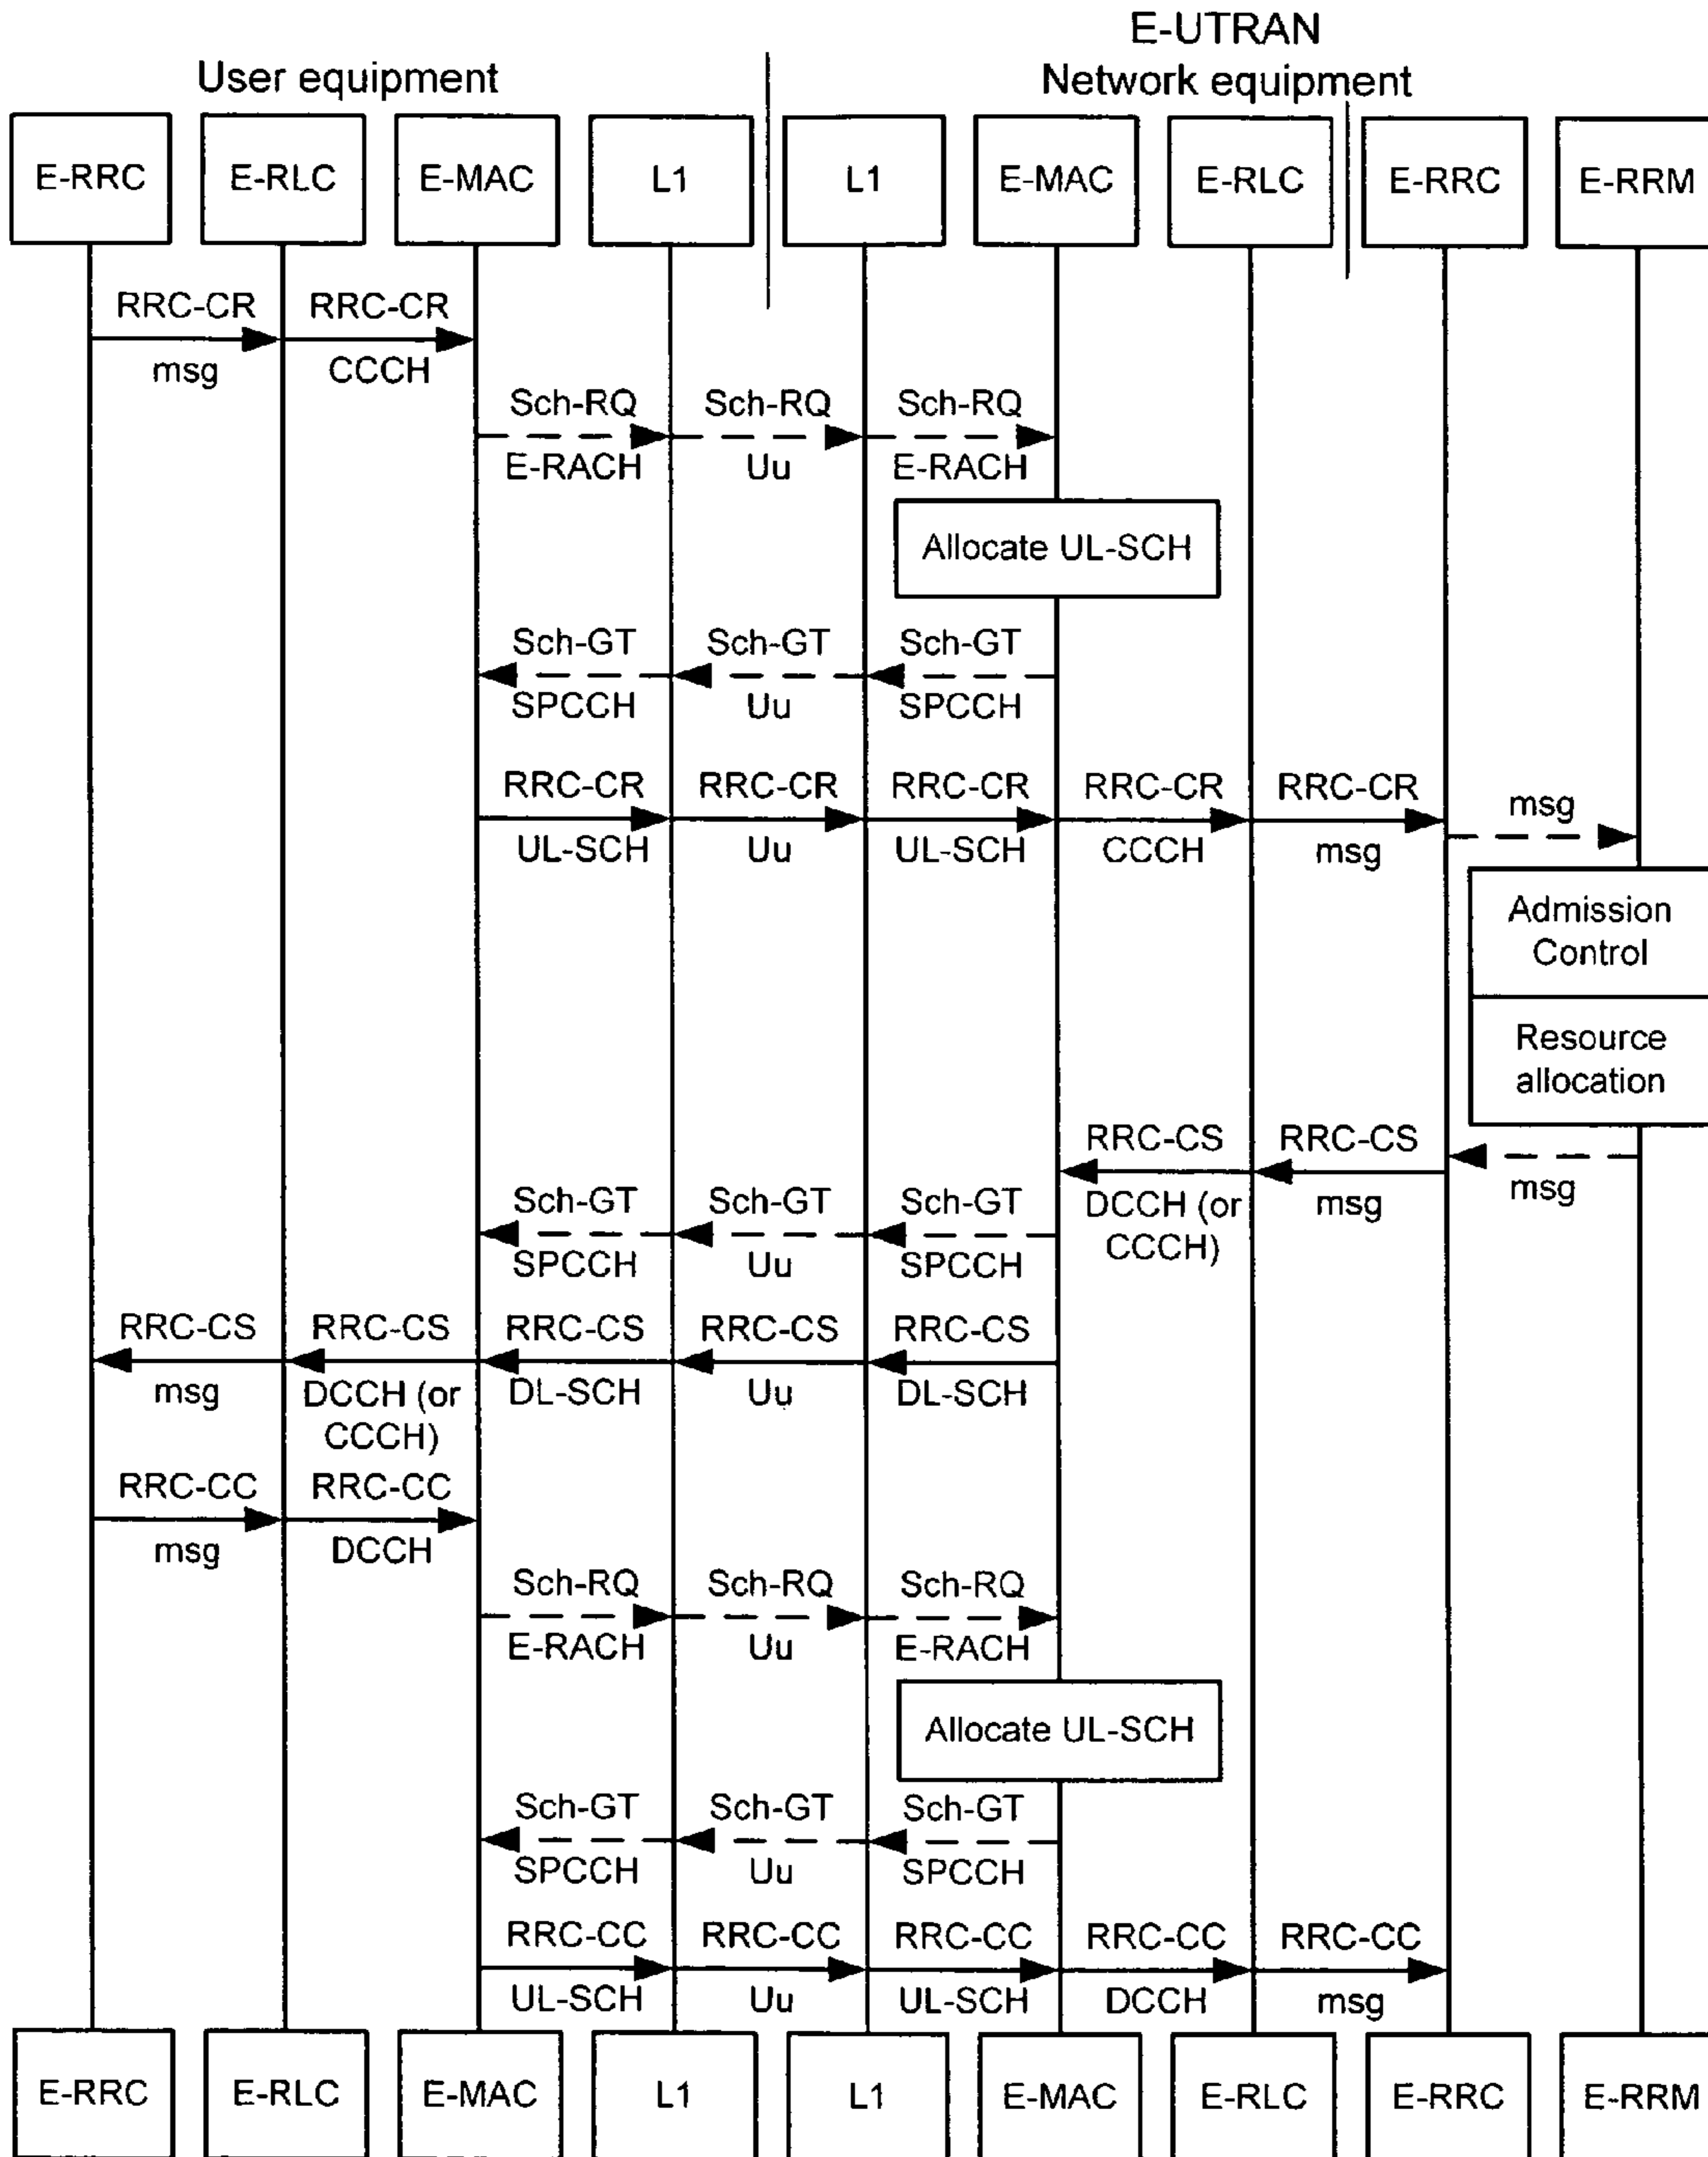 E-UTRAN
User equipment
Network equipment
E-RRC
E-RLC
E-MAC
L1
L1
E-MAC
E-RLC
E-RRC
E-RRM
RRC-CR
RRC-CR
msg
CCCH
Sch-RQ
Sch-RQ
Sch-RQ
E-RACH
Uu
E-RACH
Allocate UL-SCH
Sch-GT
Sch-GT
Sch-GT
SPCCH
Uu
SPCCH
RRC-CR
RRC-CR
RRC-CR
RRC-CR
RRC-CR
msg
UL-SCH
Uu
UL-SCH
CCCH
msg
Admission
Control
Resource
allocation
RRC-CS
RRC-CS
DCCH (or
CCCH)
msg
msg
Sch-GT
Sch-GT
Sch-GT
SPCCH
Uu
SPCCH
RRC-CS
RRC-CS
RRC-CS
RRC-CS
RRC-CS
msg
DCCH (or
CCCH)
DL-SCH
Uu
DL-SCH
RRC-CC
RRC-CC
msg
DCCH
Sch-RQ
Sch-RQ
Sch-RQ
E-RACH
Uu
E-RACH
Allocate UL-SCH
Sch-GT
Sch-GT
Sch-GT
SPCCH
Uu
SPCCH
RRC-CC
RRC-CC
RRC-CC
RRC-CC
RRC-CC
UL-SCH
Uu
UL-SCH
DCCH
msg
E-RRC
E-RLC
E-MAC
L1
L1
E-MAC
E-RLC
E-RRC
E-RRM